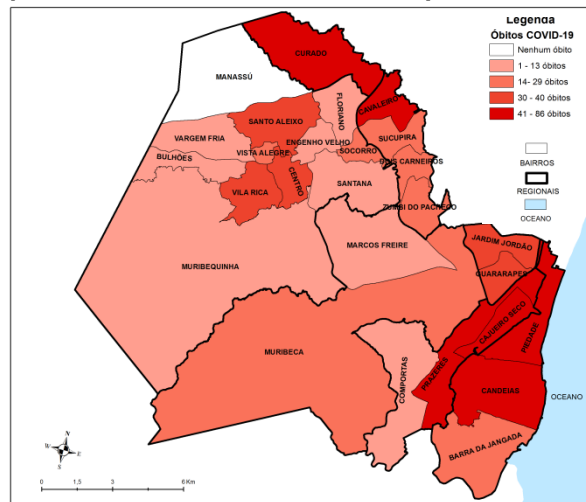 Legenda
Óbitos COVID-19
Nenhum óbito
1 - 13 óbitos
14- 29 óbitos
30 - 40 óbitos
41 - 86 óbitos
BAIRROS
REGIONAIS
OCEANO
CURADO
MANASSÚ
FLORIANO
CAVALEIRO
SANTO ALEIXO
VARGEM FRIA
ENGENHO VELHO
SUCUPIRA
BULHÕES
VISTA ALEGRE
SOCORRO
DOIS CARNEIROS
VILA RICA
CENTRO
SANTANA
ZUMBI DO PACHECO
MARCOS FREIRE
JARDIM JORDÃO
MURIBEQUINHA
GUARARAPES
CAJUEIRO SECO
PIEDADE
MURIBECA
COMPORTAS
PRAZERES
CANDEIAS
OCEANO
BARRA DA JANGADA
N
W
E
S
0 1,5 3 6 Km